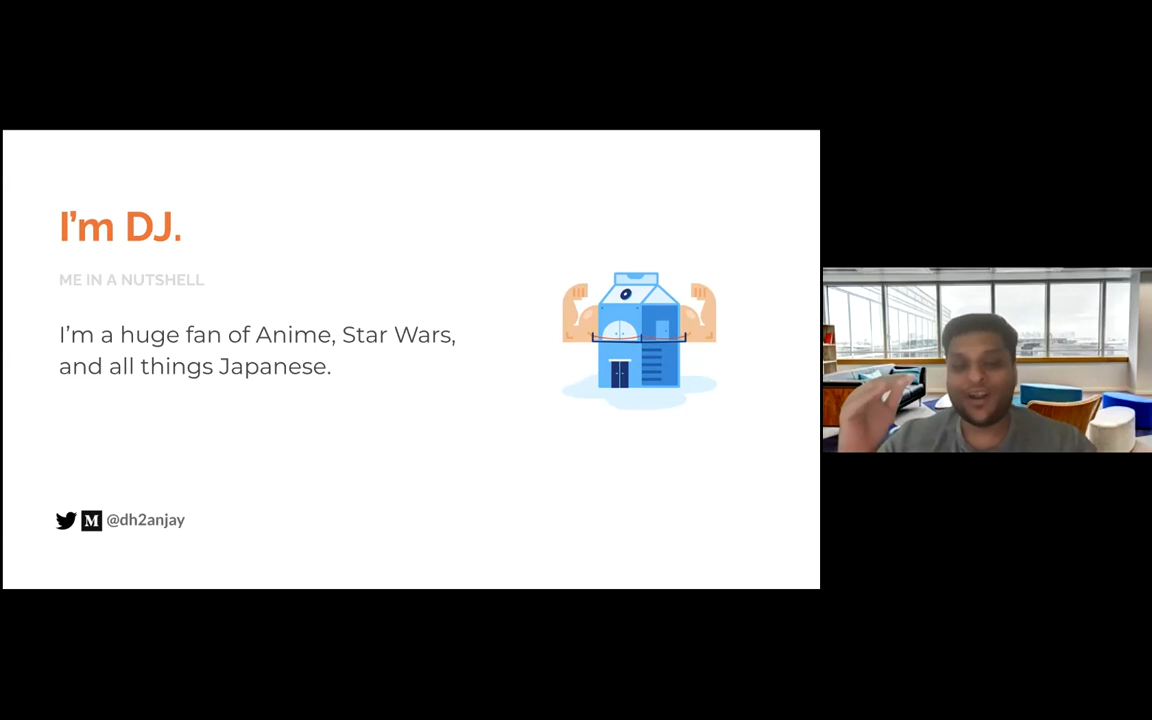 I’m DJ.
ME IN A NUTSHELL
I’m a huge fan of Anime, Star Wars,
and all things Japanese.
M @dh2anjay